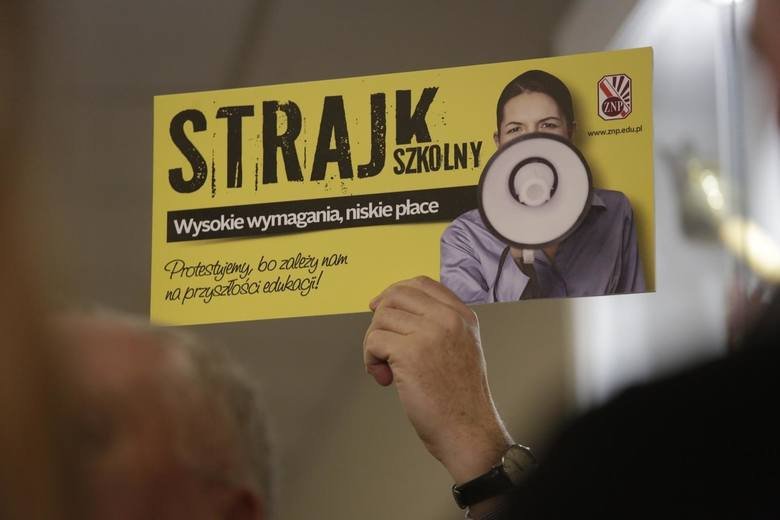 STRAJK
SZKOLNY
Wysokie wymagania, niskie płace
Protestujemy, bo zależy nam
na przyszłości edukacji!
ZNP
www.znp.edu.pl